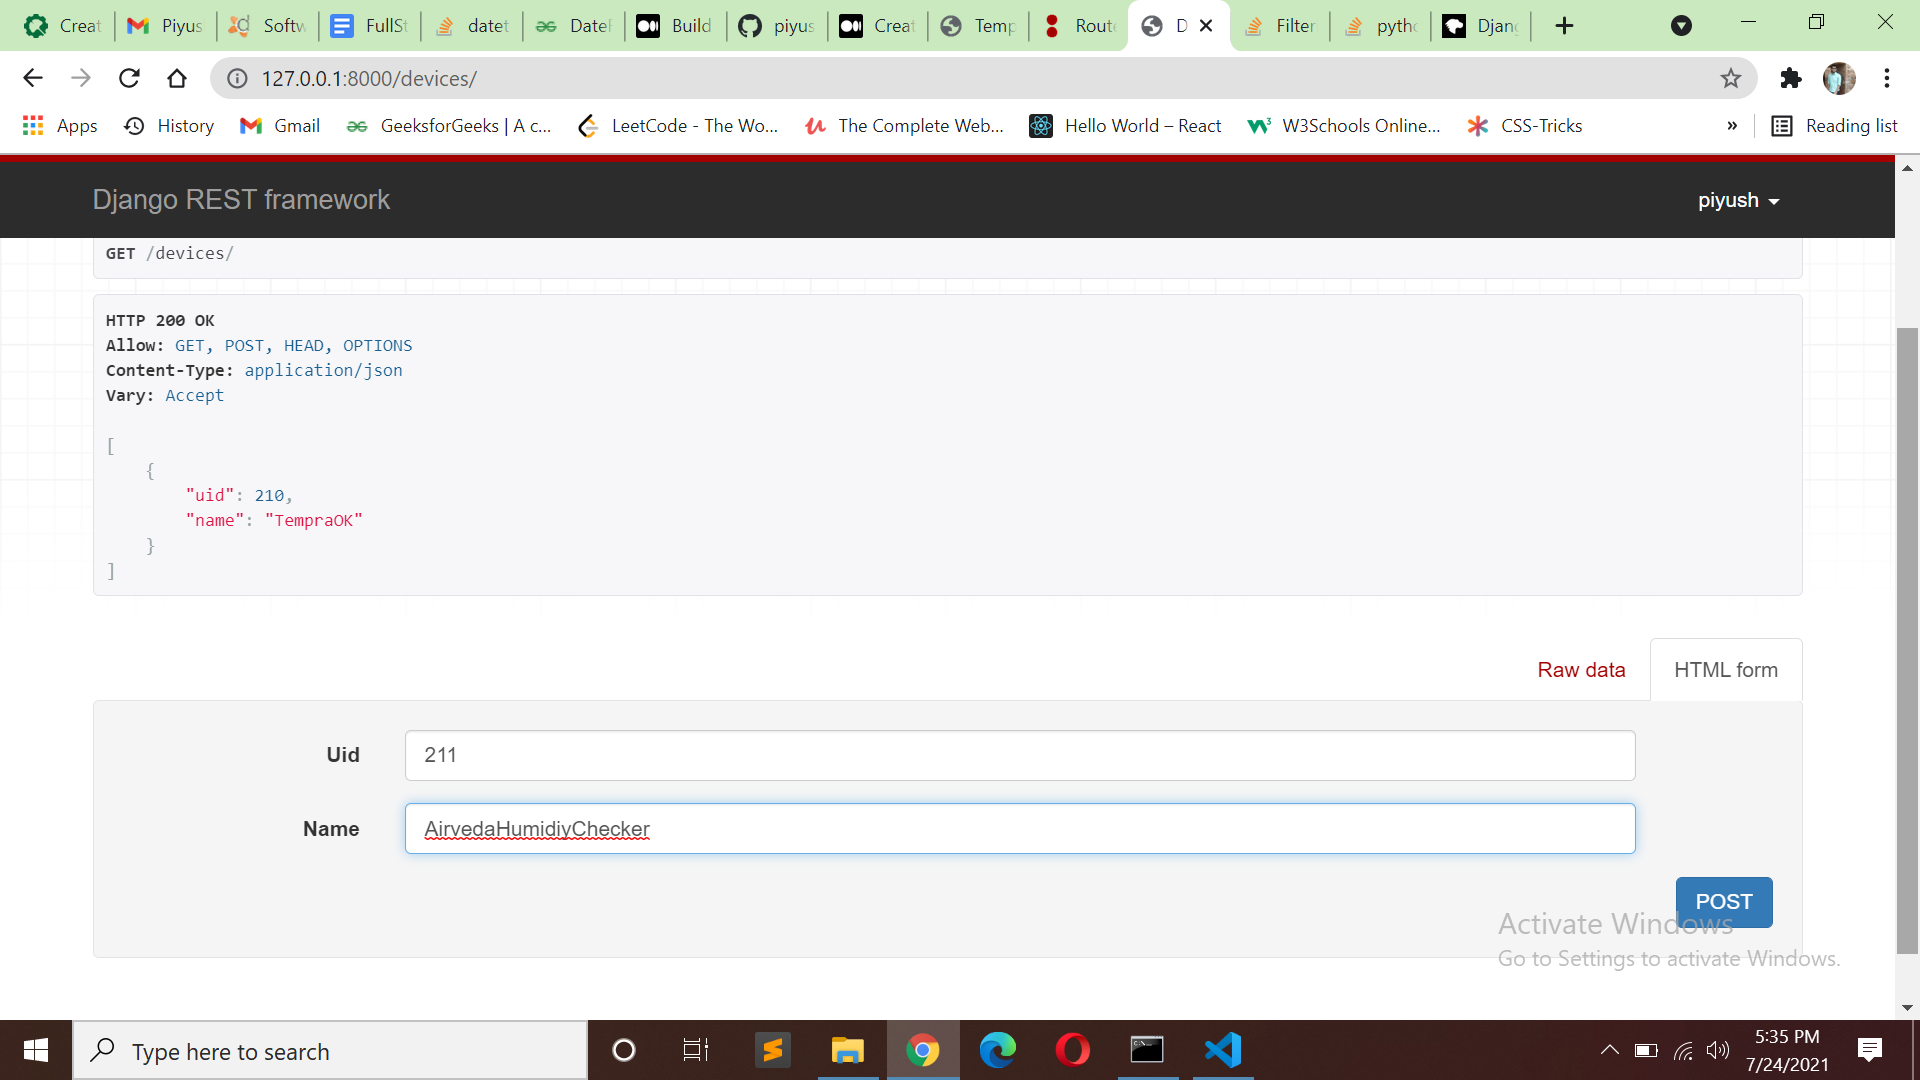 Creat
Piyus
Softw
FullSt
datet
DateF
Build
piyus
Creat
Temp
Route
D
Filter
pytho
Djang
127.0.0.1:8000/devices/
Apps
History
Gmail
GeeksforGeeks | A c...
LeetCode - The Wo...
The Complete Web...
Hello World – React
W3Schools Online...
CSS-Tricks
»
Reading list
Django REST framework
piyush
GET /devices/
HTTP 200 OK
Allow: GET, POST, HEAD, OPTIONS
Content-Type: application/json
Vary: Accept
[
{
"uid": 210,
"name": "TempraOK"
}
]
Raw data
HTML form
Uid
211
Name
AirvedaHumidiyChecker
POST
Activate Windows
Go to Settings to activate Windows.
Type here to search
5:35 PM
7/24/2021